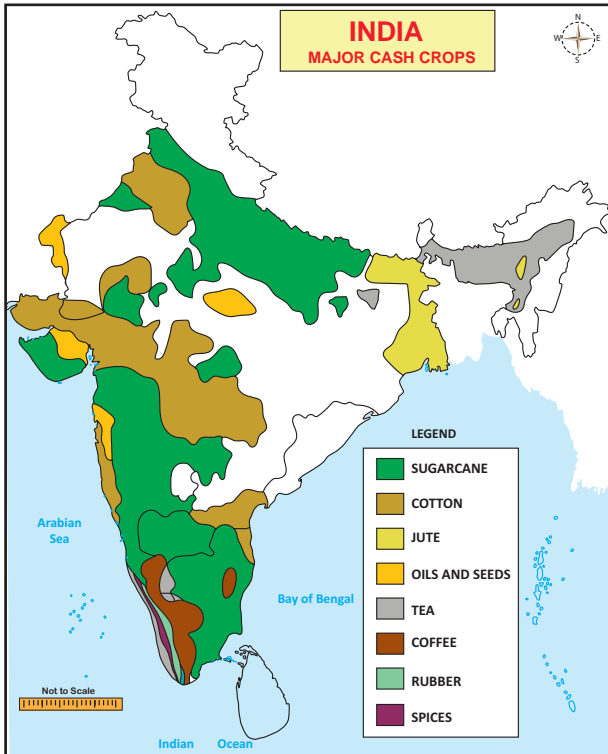 INDIA
MAJOR CASH CROPS
N
W
E
S
LEGEND
SUGARCANE
COTTON
JUTE
OILS AND SEEDS
TEA
COFFEE
RUBBER
SPICES
Arabian
Sea
Bay of Bengal
Not to Scale
Indian Ocean